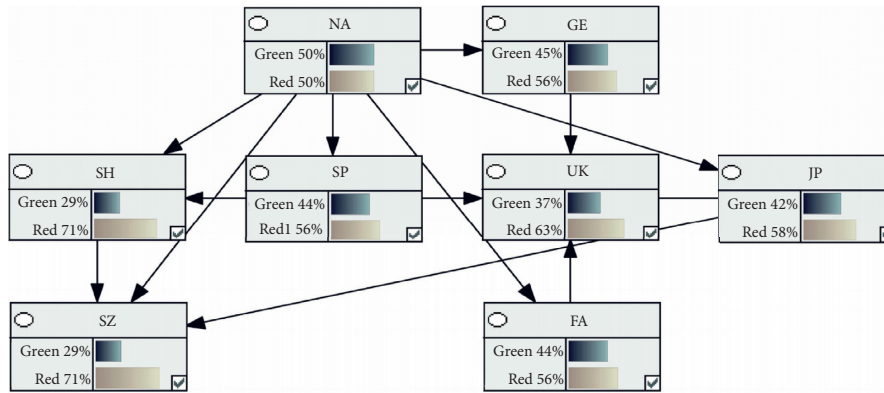 NA
Green 50%
Red 50%
GE
Green 45%
Red 56%
SH
Green 29%
Red 71%
SP
Green 44%
Red1 56%
UK
Green 37%
Red 63%
JP
Green 42%
Red 58%
SZ
Green 29%
Red 71%
FA
Green 44%
Red 56%